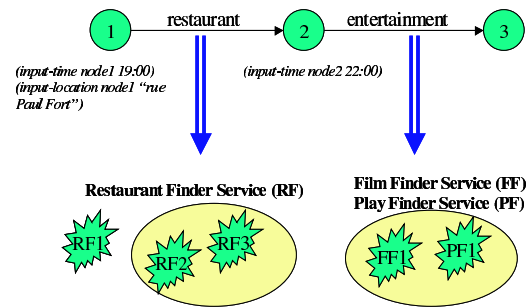 restaurant
entertainment
1
2
3
(input-time node1 19:00)
(input-location node1 “rue
Paul Fort”)
(input-time node2 22:00)
Restaurant Finder Service (RF)
Film Finder Service (FF)
Play Finder Service (PF)
RF1
RF2
RF3
FF1
PF1